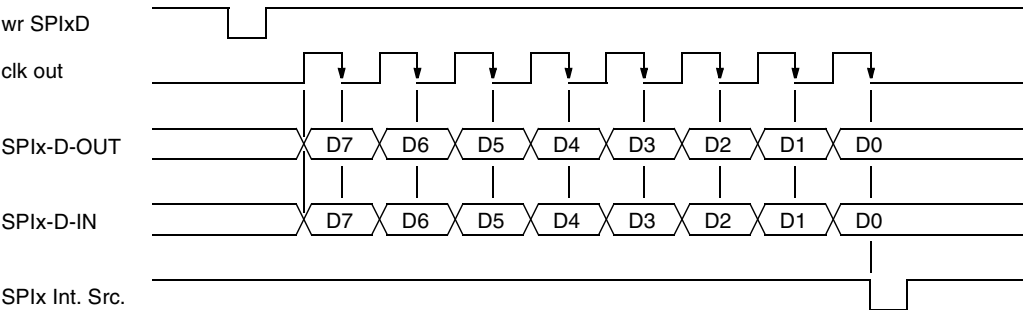 wr SPIxD
clk out
SPIx-D-OUT D7 D6 D5 D4 D3 D2 D1 D0
SPIx-D-IN D7 D6 D5 D4 D3 D2 D1 D0
SPIx Int. Src.